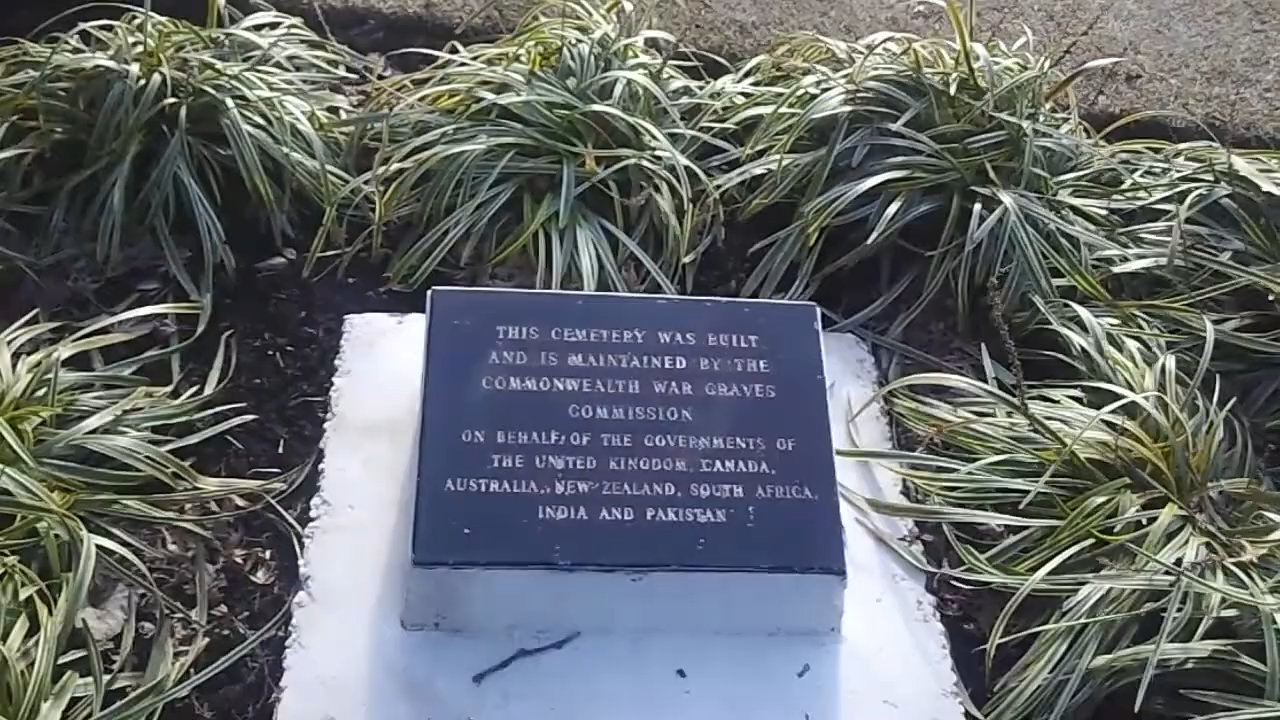 THIS CEMETERY WAS BUILT
AND IS MAINTAINED BY THE
COMMONWEALTH WAR GRAVES
COMMISSION
ON BEHALF OF THE GOVERNMENTS OF
THE UNITED KINGDOM, CANADA,
AUSTRALIA, NEW ZEALAND, SOUTH AFRICA,
INDIA AND PAKISTAN